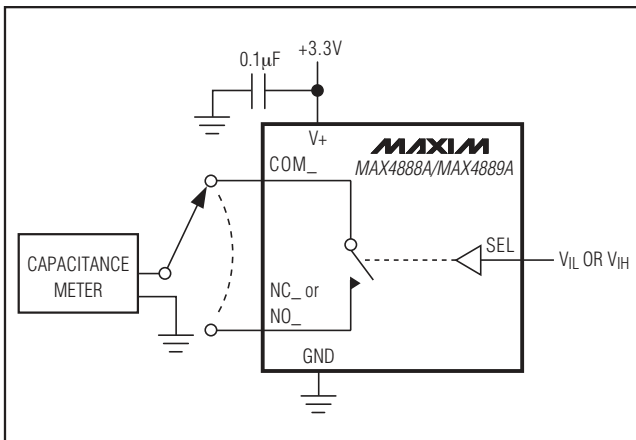 0.1μF
+3.3V
V+
MAXIM
MAX4888A/MAX4889A
COM_
SEL
VIL OR VIH
CAPACITANCE
METER
NC_ or
NO_
GND